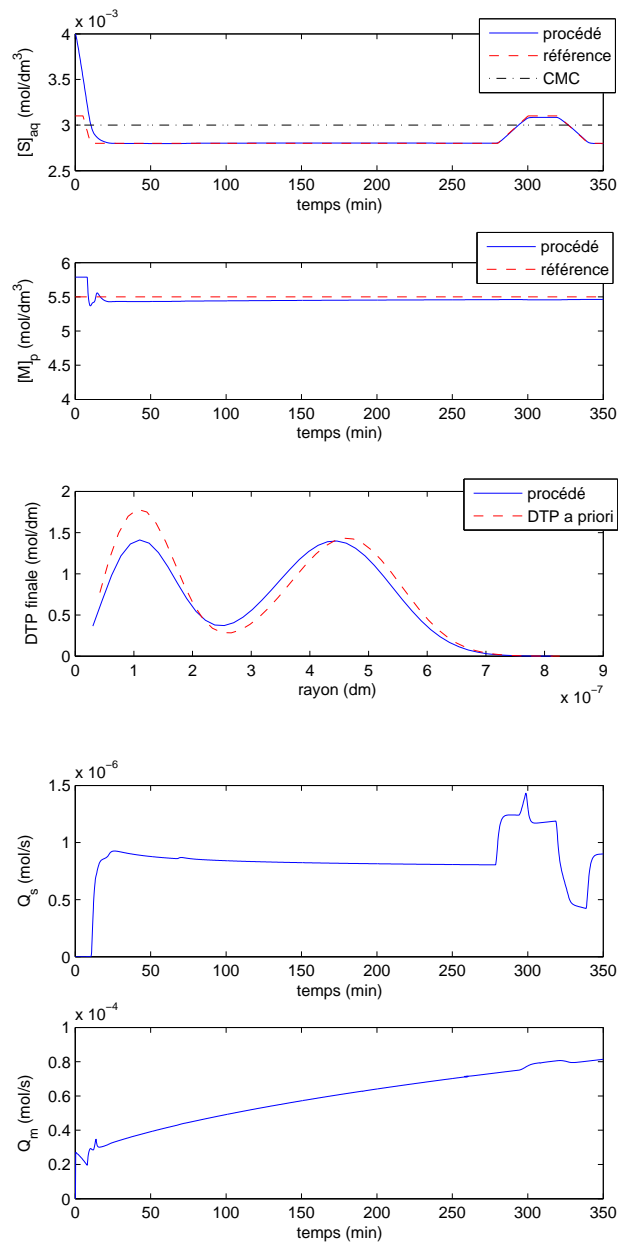 x 10⁻³
4
3.5
3
2.5
[S]aq (mol/dm³)
procédé
référence
CMC
0 50 100 150 200 250 300 350
temps (min)
6
5.5
5
4.5
4
[M]p (mol/dm³)
procédé
référence
0 50 100 150 200 250 300 350
temps (min)
2
1.5
1
0.5
0
DTP finale (mol/dm)
procédé
DTP a priori
0 1 2 3 4 5 6 7 8 9
rayon (dm)
x 10⁻⁷
x 10⁻⁶
1.5
1
0.5
0
Qs (mol/s)
0 50 100 150 200 250 300 350
temps (min)
x 10⁻⁴
1
0.8
0.6
0.4
0.2
0
Qm (mol/s)
0 50 100 150 200 250 300 350
temps (min)